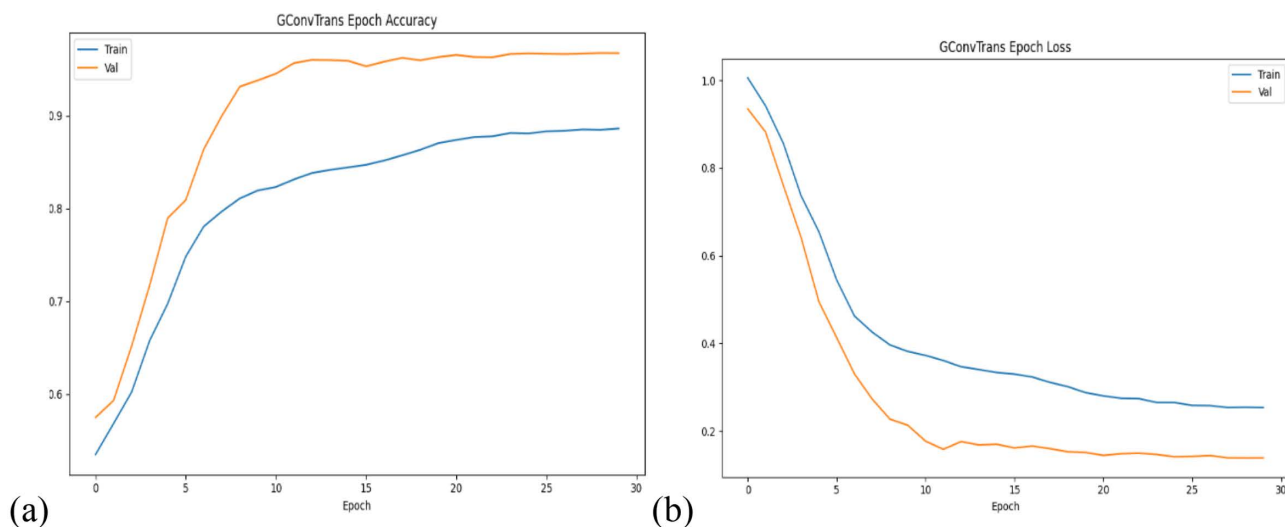 GConvTrans Epoch Accuracy
Train
Val
0.9
0.8
0.7
0.6
0 5 10 15 20 25 30
Epoch
(a)
GConvTrans Epoch Loss
Train
Val
1.0
0.8
0.6
0.4
0.2
0 5 10 15 20 25 30
Epoch
(b)